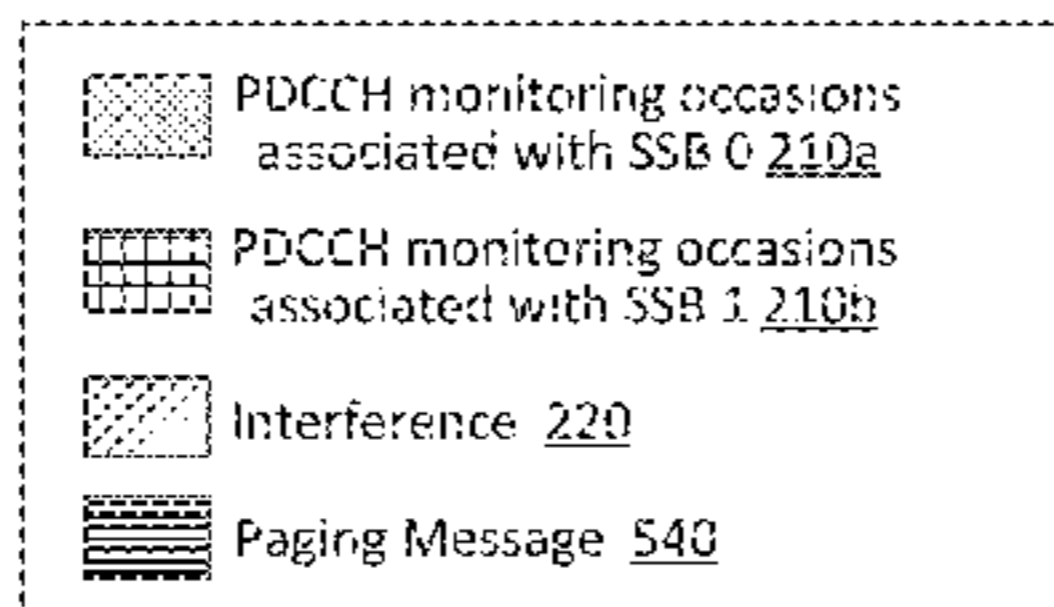 PDCCH monitoring occasions
associated with SSB 0 210a
PDCCH monitoring occasions
associated with SSB 1 210b
Interference 220
Paging Message 540